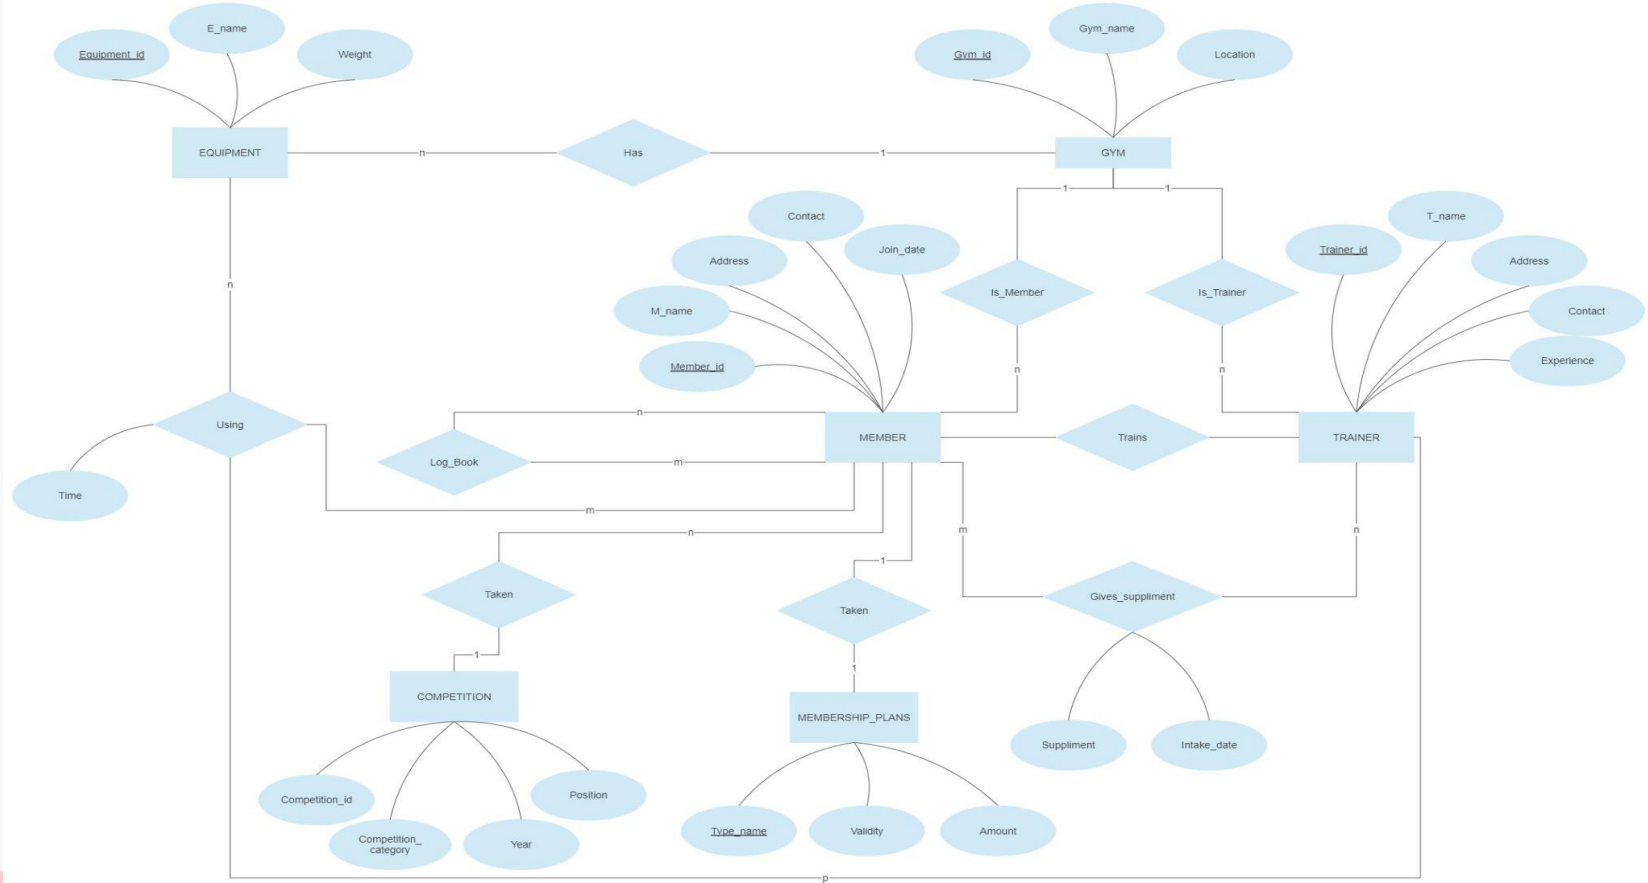 E_name
Equipment_id
Weight
Gym_name
Gym_id
Location
EQUIPMENT
n
Has
1
GYM
1
1
Contact
T_name
Join_date
Trainer_id
Address
Address
n
Is_Member
Is_Trainer
M_name
Contact
Member_id
n
n
Experience
n
Using
MEMBER
Trains
TRAINER
Log_Book
m
Time
m
n
m
n
1
Taken
Taken
Gives_suppliment
1
1
COMPETITION
MEMBERSHIP_PLANS
Suppliment
Intake_date
Competition_id
Position
Competition_
category
Year
Type_name
Validity
Amount
p